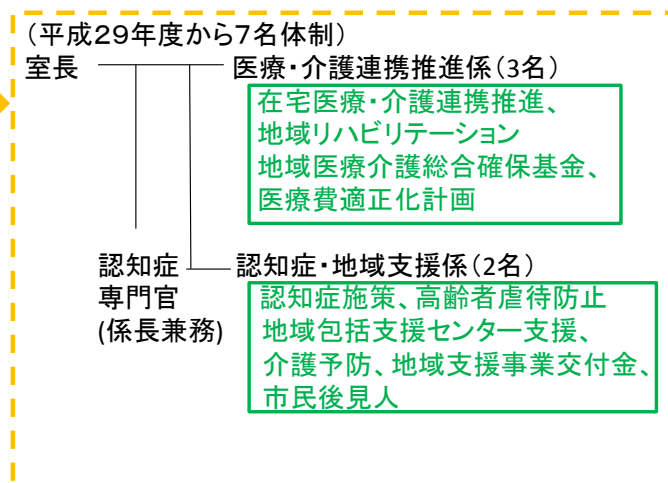 (平成29年度から7名体制)
室長 医療・介護連携推進係(3名)
在宅医療・介護連携推進、
地域リハビリテーション
地域医療介護総合確保基金、
医療費適正化計画
認知症
専門官
(係長兼務)
認知症・地域支援係(2名)
認知症施策、高齢者虐待防止
地域包括支援センター支援、
介護予防、地域支援事業交付金、
市民後見人